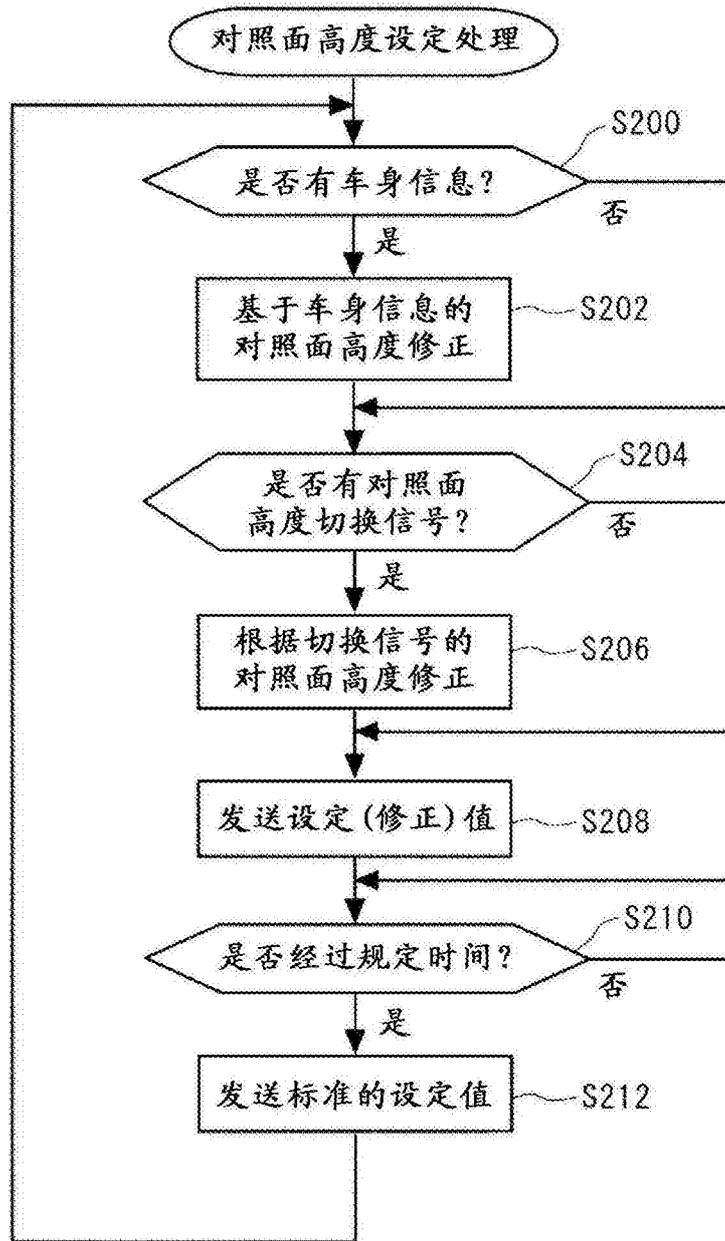 对照面高度设定处理
S200
是否有车身信息?
否
是
基于车身信息的
对照面高度修正
S202
S204
是否有对照面
高度切换信号?
否
是
根据切换信号的
对照面高度修正
S206
发送设定(修正)值
S208
S210
是否经过规定时间?
否
是
发送标准的设定值
S212